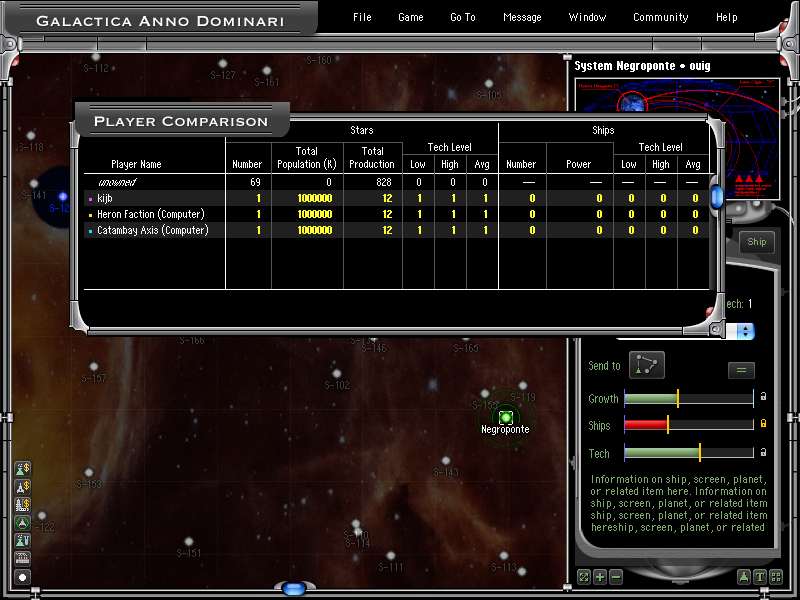 GALACTICA ANNO DOMINARI
File Game Go To Message Window Community Help
S-160
S-112
S-127
S-161
S-105
System Negroponte • ouig
PLAYER COMPARISON
Stars Ships
Total Total Tech Level Tech Level
Player Name Number Population (K) Production Low High Avg Number Power Low High Avg
unowned 69 0 828 0 0 0 — — — — —
kijb 1 1000000 12 1 1 1 0 0 0 0 0
Heron Faction (Computer) 1 1000000 12 1 1 1 0 0 0 0 0
Catambay Axis (Computer) 1 1000000 12 1 1 1 0 0 0 0 0
S-118
S-141
S-12
Ship
ech: 1
S-166
S-146
S-165
S-157
S-102
S-119
S-155
Negroponte
Send to
=
Growth
Ships
Tech
S-143
S-163
S-122
S-114
S-151
S-111
S-113
Information on ship, screen, planet,
or related item here. Information on
ship, screen, planet, or related item
ship, screen, planet, or related item
hereship, screen, planet, or related